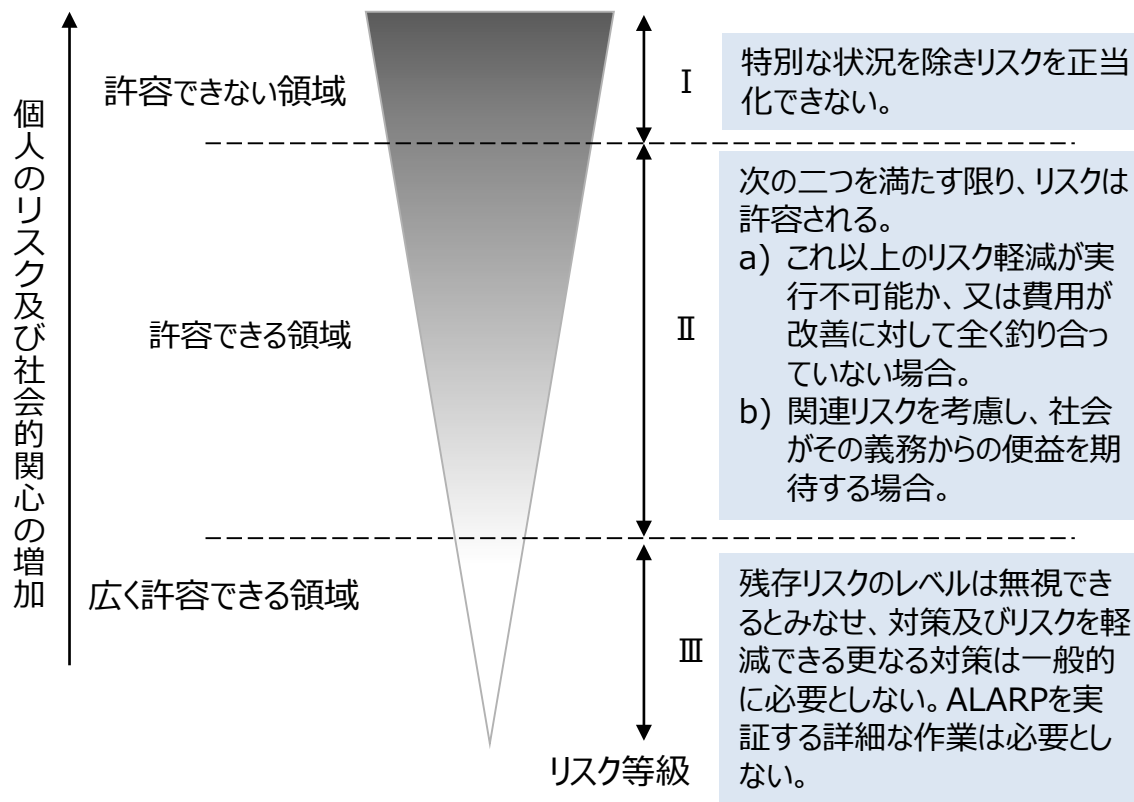 個人のリスク及び社会的関心の増加
許容できない領域
Ⅰ
特別な状況を除きリスクを正当
化できない。
許容できる領域
Ⅱ
次の二つを満たす限り、リスクは
許容される。
a) これ以上のリスク軽減が実
行不可能か、又は費用が
改善に対して全く釣り合っ
ていない場合。
b) 関連リスクを考慮し、社会
がその義務からの便益を期
待する場合。
広く許容できる領域
Ⅲ
残存リスクのレベルは無視でき
るとみなせ、対策及びリスクを軽
減できる更なる対策は一般的
に必要としない。ALARPを実
証する詳細な作業は必要とし
ない。
リスク等級